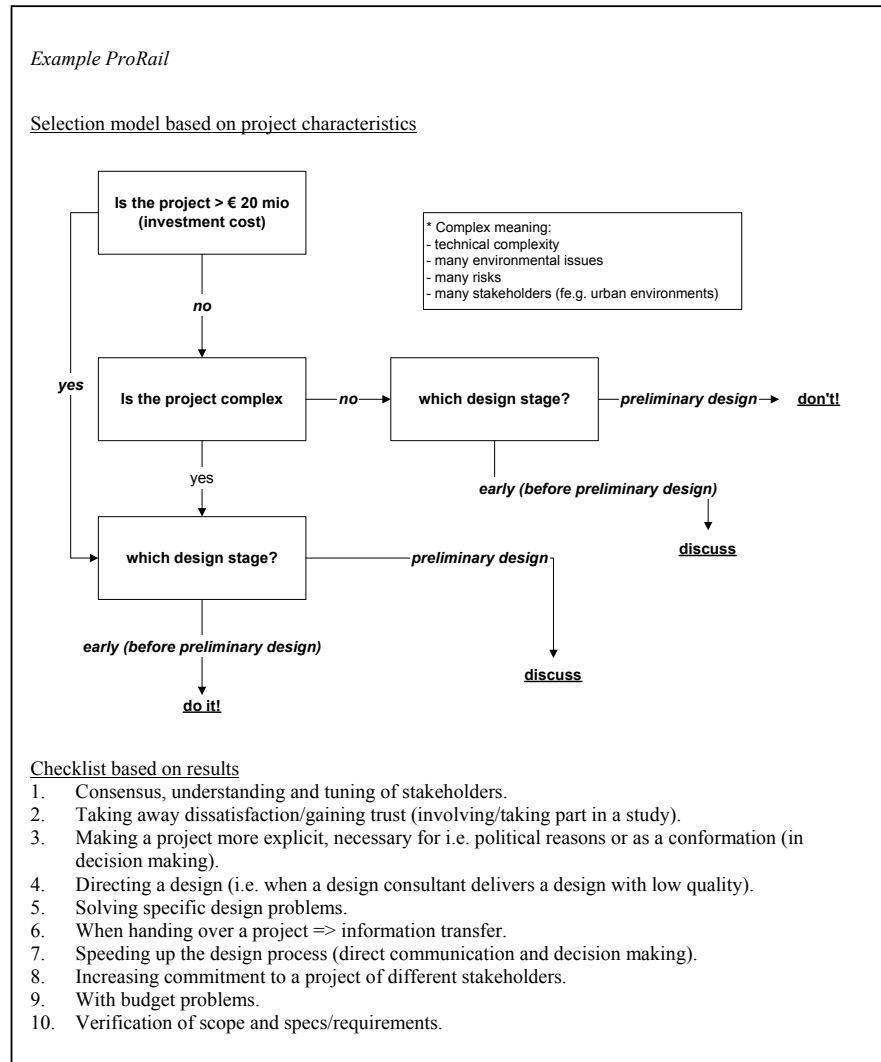 Example ProRail
Selection model based on project characteristics
Is the project > € 20 mio
(investment cost)
* Complex meaning:
- technical complexity
- many environmental issues
- many risks
- many stakeholders (fe.g. urban environments)
no
yes
Is the project complex
no
which design stage?
preliminary design
don't!
yes
early (before preliminary design)
discuss
which design stage?
preliminary design
early (before preliminary design)
discuss
do it!
Checklist based on results
1. Consensus, understanding and tuning of stakeholders.
2. Taking away dissatisfaction/gaining trust (involving/taking part in a study).
3. Making a project more explicit, necessary for i.e. political reasons or as a conformation (in
decision making).
4. Directing a design (i.e. when a design consultant delivers a design with low quality).
5. Solving specific design problems.
6. When handing over a project => information transfer.
7. Speeding up the design process (direct communication and decision making).
8. Increasing commitment to a project of different stakeholders.
9. With budget problems.
10. Verification of scope and specs/requirements.